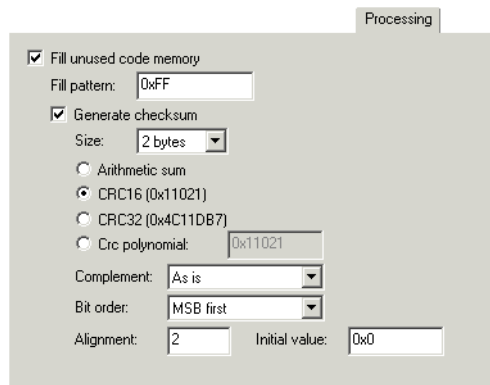 Processing
Fill unused code memory
Fill pattern: 0xFF
Generate checksum
Size: 2 bytes
Arithmetic sum
CRC16 (0x11021)
CRC32 (0x4C11DB7)
Crc polynomial: 0x11021
Complement: As is
Bit order: MSB first
Alignment: 2 Initial value: 0x0